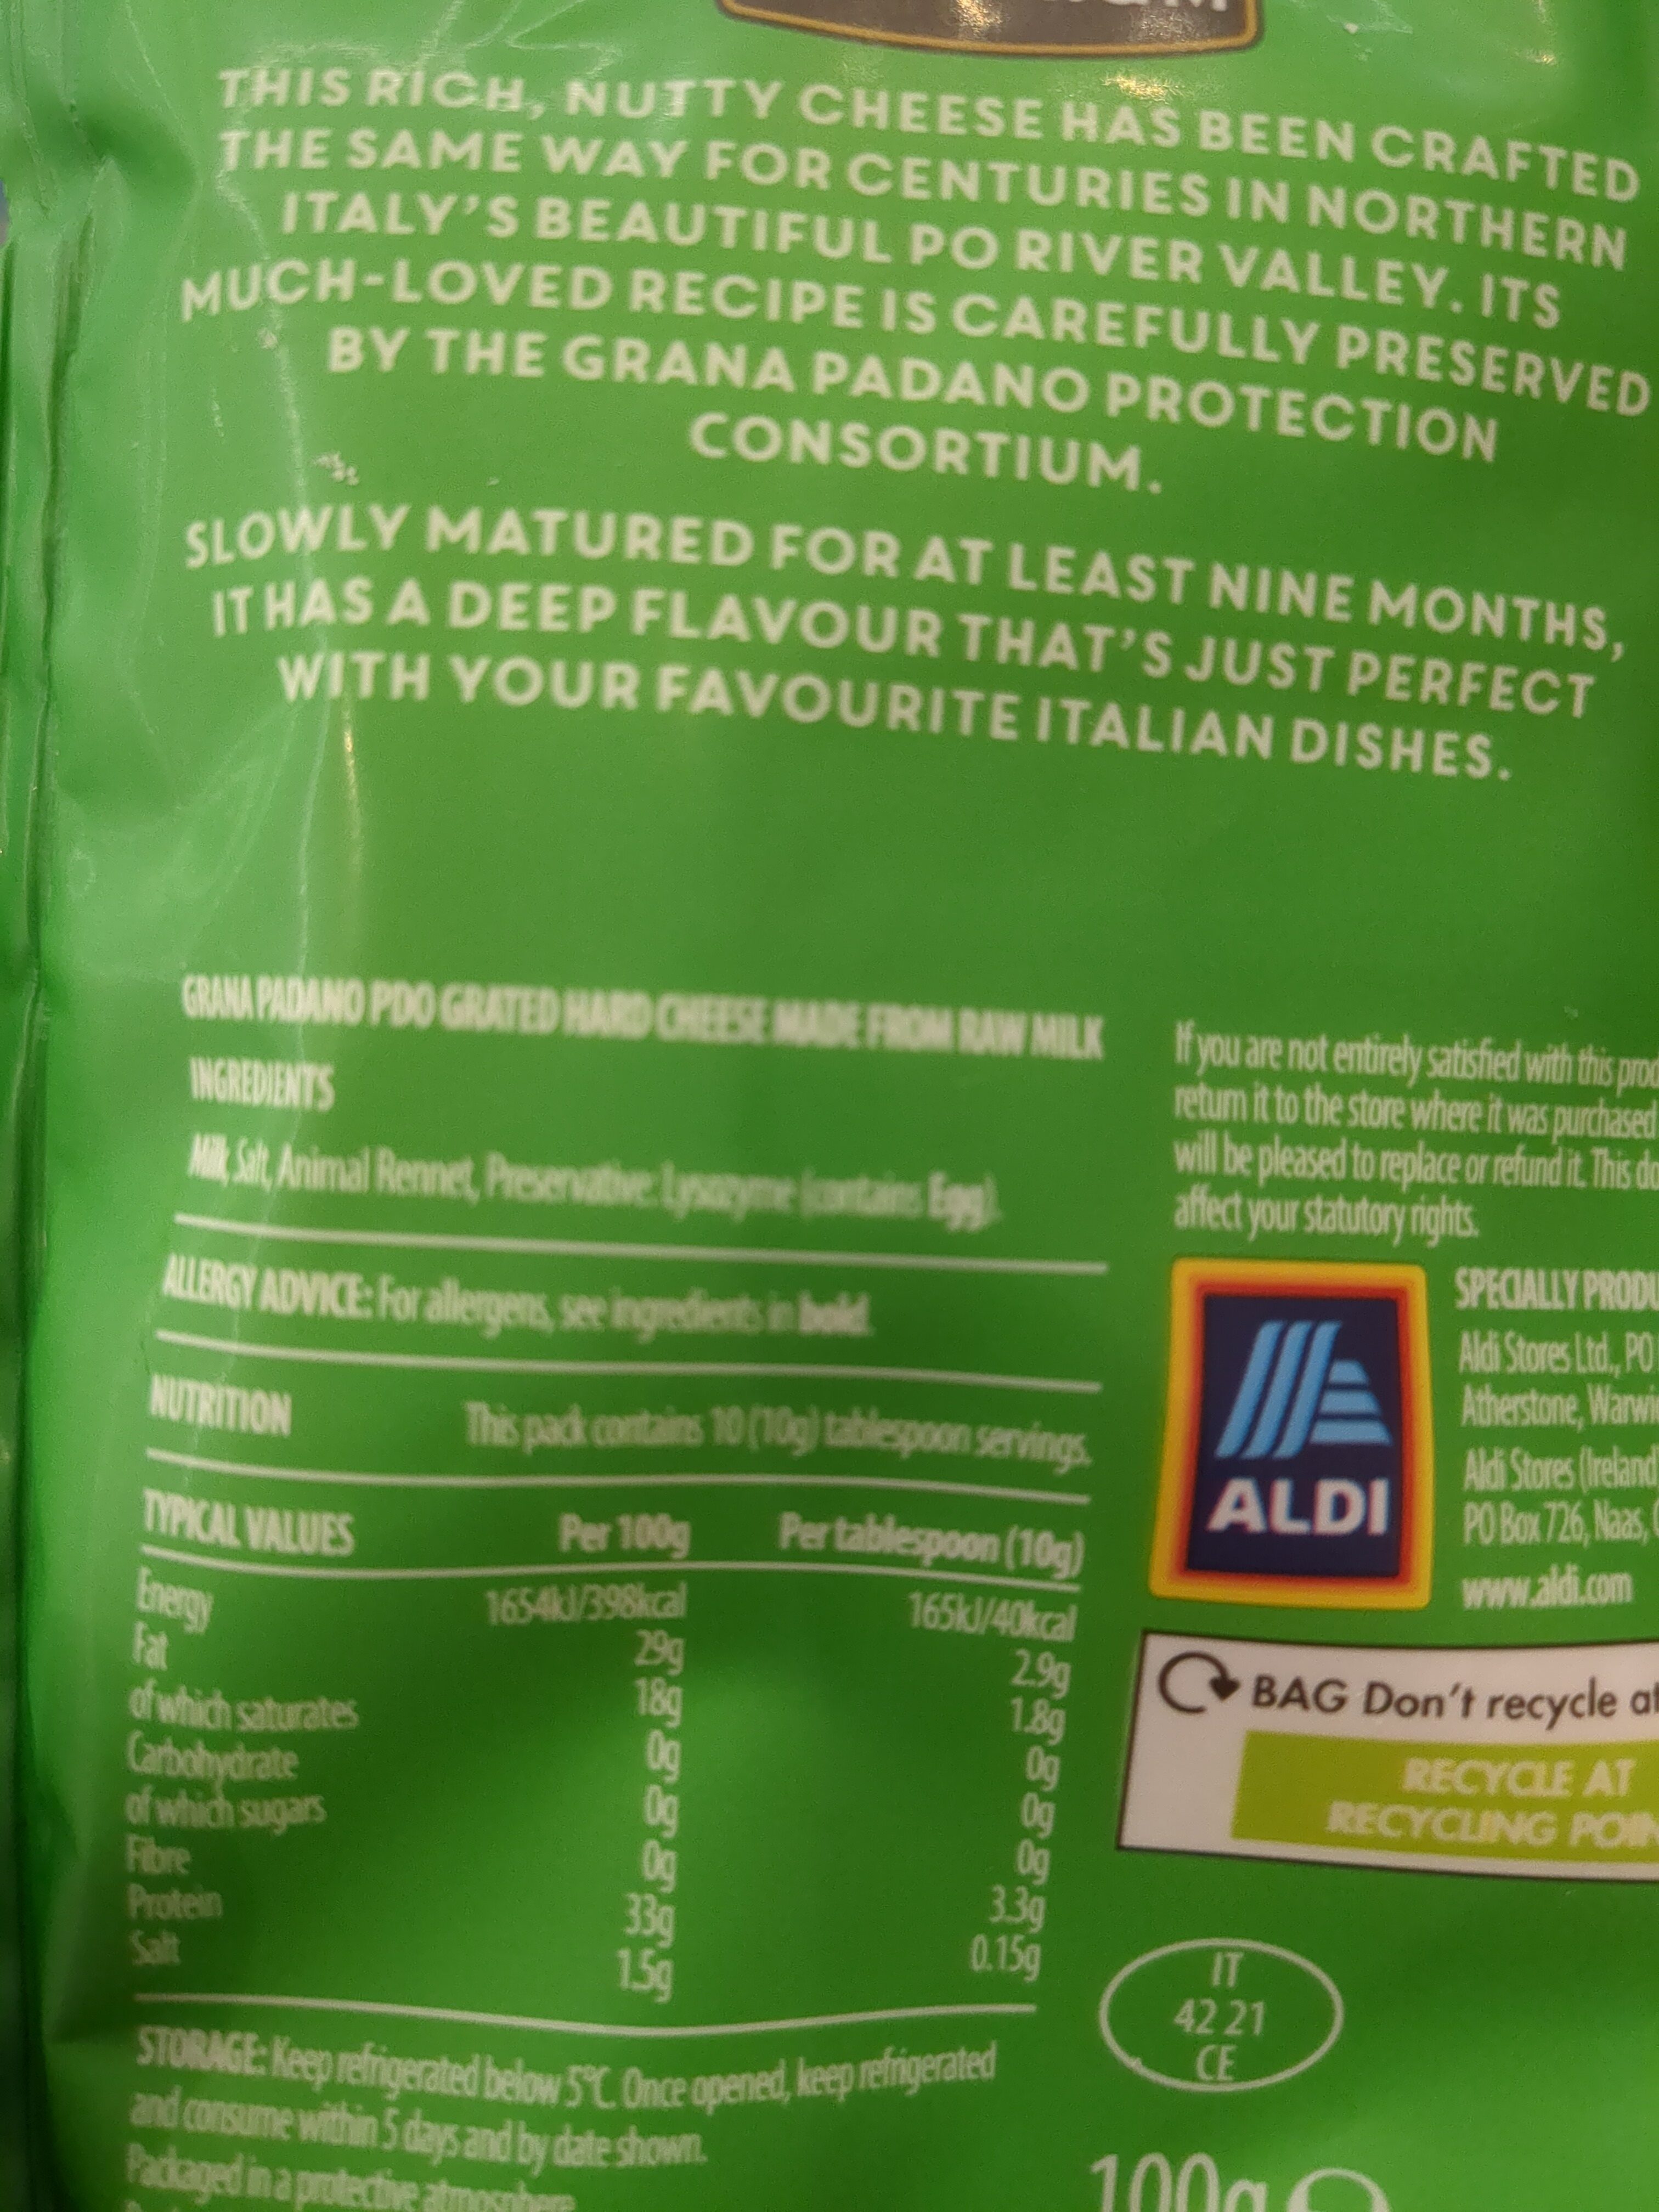 THIS RICH, NUTTY CHEESE HAS BEEN CRAFTED
THE SAME WAY FOR CENTURIES IN NORTHERN
ITALY'S BEAUTIFUL PO RIVER VALLEY. ITS
MUCH-LOVED RECIPE IS CAREFULLY PRESERVED
BY THE GRANA PADANO PROTECTION
CONSORTIUM.
SLOWLY MATURED FOR AT LEAST NINE MONTHS,
IT HAS A DEEP FLAVOUR THAT'S JUST PERFECT
WITH YOUR FAVOURITE ITALIAN DISHES.
GRANA PADANO PDO GRATED HARD CHEESE MADE FROM RAW MILK
INGREDIENTS
Milk, Salt, Animal Rennet, Preservative: Lysozyme (contains Egg).
ALLERGY ADVICE: For allergens, see ingredients in bold.
NUTRITION This pack contains 10 (10g) tablespoon servings.
TYPICAL VALUES Per 100g Per tablespoon (10g)
Energy 1654kJ/398kcal 165kJ/40kcal
Fat 29g 2.9g
of which saturates 18g 1.8g
Carbohydrate 0g 0g
of which sugars 0g 0g
Fibre 0g 0g
Protein 33g 3.3g
Salt 1.5g 0.15g
STORAGE: Keep refrigerated below 5°C. Once opened, keep refrigerated
and consume within 5 days and by date shown.
Packaged in a protective atmosphere
If you are not entirely satisfied with this
return it to the store where it was purchased
will be pleased to replace or refund it. This
affect your statutory rights.
ALDI
SPECIALLY
Aldi Stores Ltd., PO
Atherstone,
Aldi Stores (Ireland)
PO Box 726, Naas,
www.aldi.com
BAG Don't recycle at
RECYCLE AT
RECYCLING
IT
42 21
CE
100g e